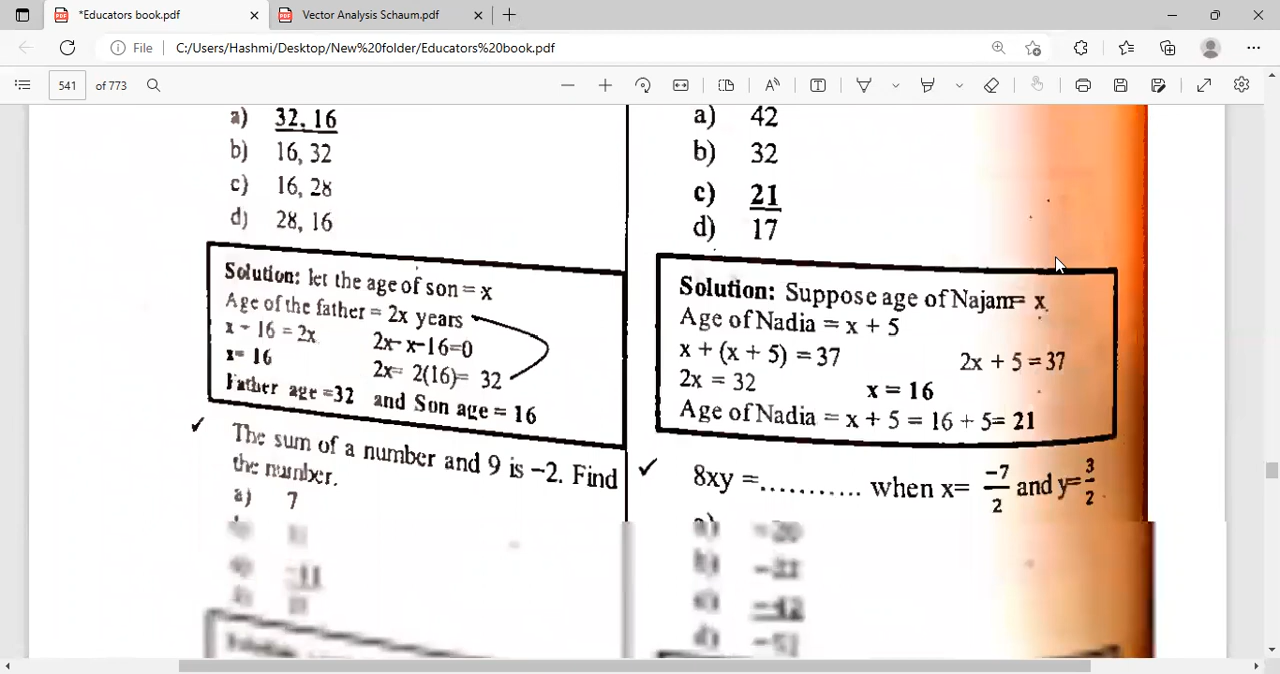 *Educators book.pdf
Vector Analysis Schaum.pdf
File
C:/Users/Hashmi/Desktop/New%20folder/Educators%20book.pdf
541 of 773
a) 32, 16
b) 16, 32
c) 16, 28
d) 28, 16
Solution: let the age of son = x
Age of the father = 2x years
x - 16 = 2x 2x-x-16=0
x= 16 2x= 2(16)= 32
Father age =32 and Son age = 16
✓ The sum of a number and 9 is −2. Find
the number.
a) 7
-11
a) 42
b) 32
c) 21
d) 17
Solution: Suppose age of Najam= x
Age of Nadia = x + 5
x + (x + 5) = 37 2x + 5 = 37
2x = 32 x = 16
Age of Nadia = x + 5 = 16 + 5= 21
✓ 8xy =............ when x= -7/2 and y= 3/2
a)
b)
c) −42
d)